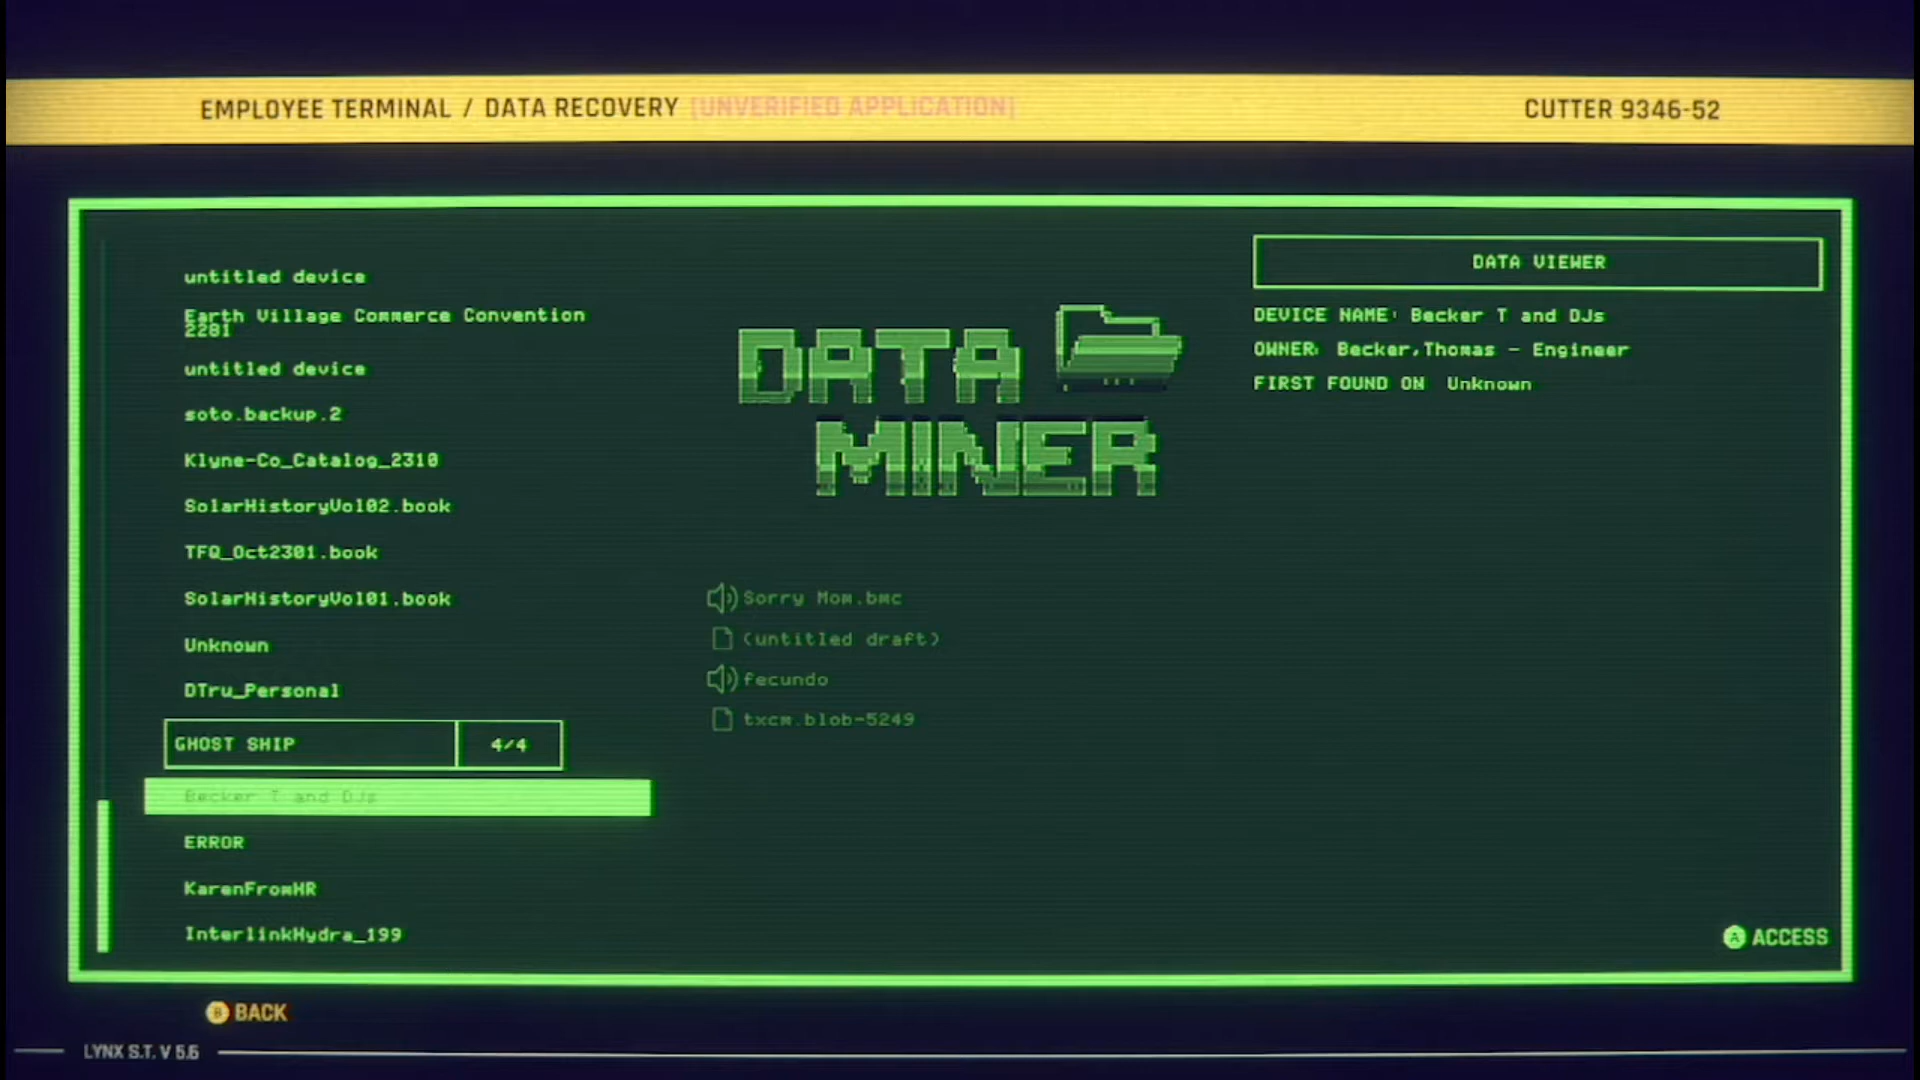 EMPLOYEE TERMINAL / DATA RECOVERY [UNVERIFIED APPLICATION]
CUTTER 9346-52
untitled device
Earth Village Commerce Convention
2281
untitled device
soto.backup.2
Klyne-Co_Catalog_2310
SolarHistoryVol02.book
TFQ_Oct2301.book
SolarHistoryVol01.book
Unknown
DTru_Personal
GHOST SHIP 4/4
Becker T and DJs
ERROR
KarenFromHR
InterlinkHydra_199
DATA
MINER
Sorry Mom.bmc
(untitled draft)
fecundo
txcm.blob-5249
DATA VIEWER
DEVICE NAME: Becker T and DJs
OWNER: Becker,Thomas - Engineer
FIRST FOUND ON Unknown
A ACCESS
B BACK
LYNX S.T. V 5.6